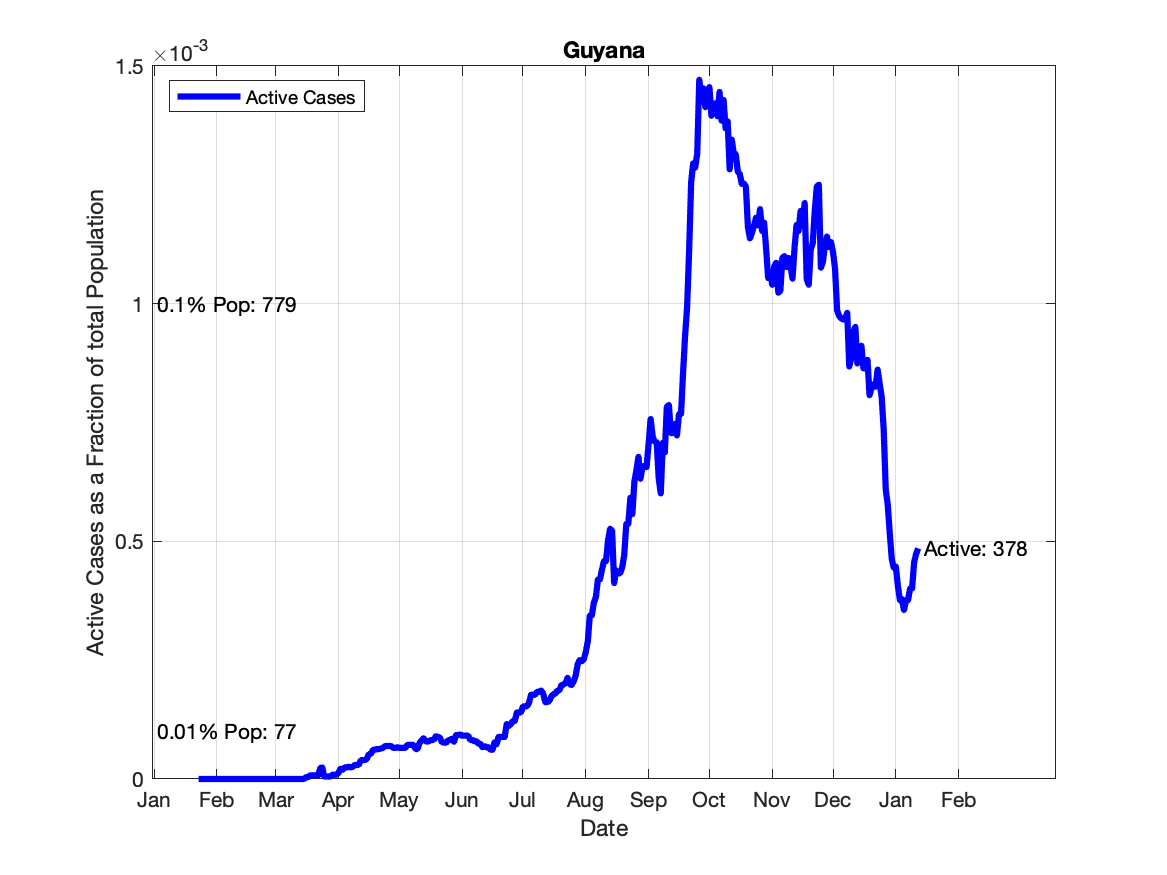 Guyana
×10-3
1.5
Active Cases
1
0.1% Pop: 779
0.5
Active: 378
0.01% Pop: 77
0
Jan Feb Mar Apr May Jun Jul Aug Sep Oct Nov Dec Jan Feb
Date
Active Cases as a Fraction of total Population